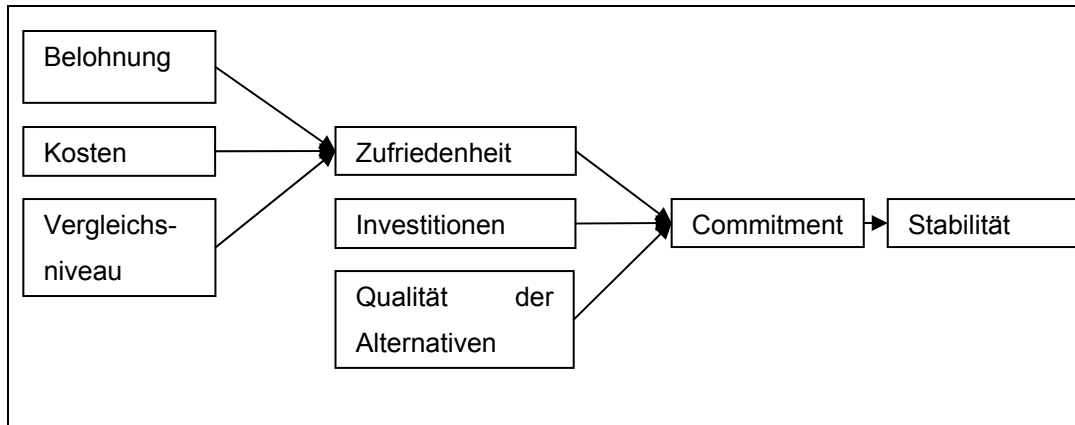 Belohnung
Kosten
Vergleichs-
niveau
Zufriedenheit
Investitionen
Qualität der
Alternativen
Commitment
Stabilität